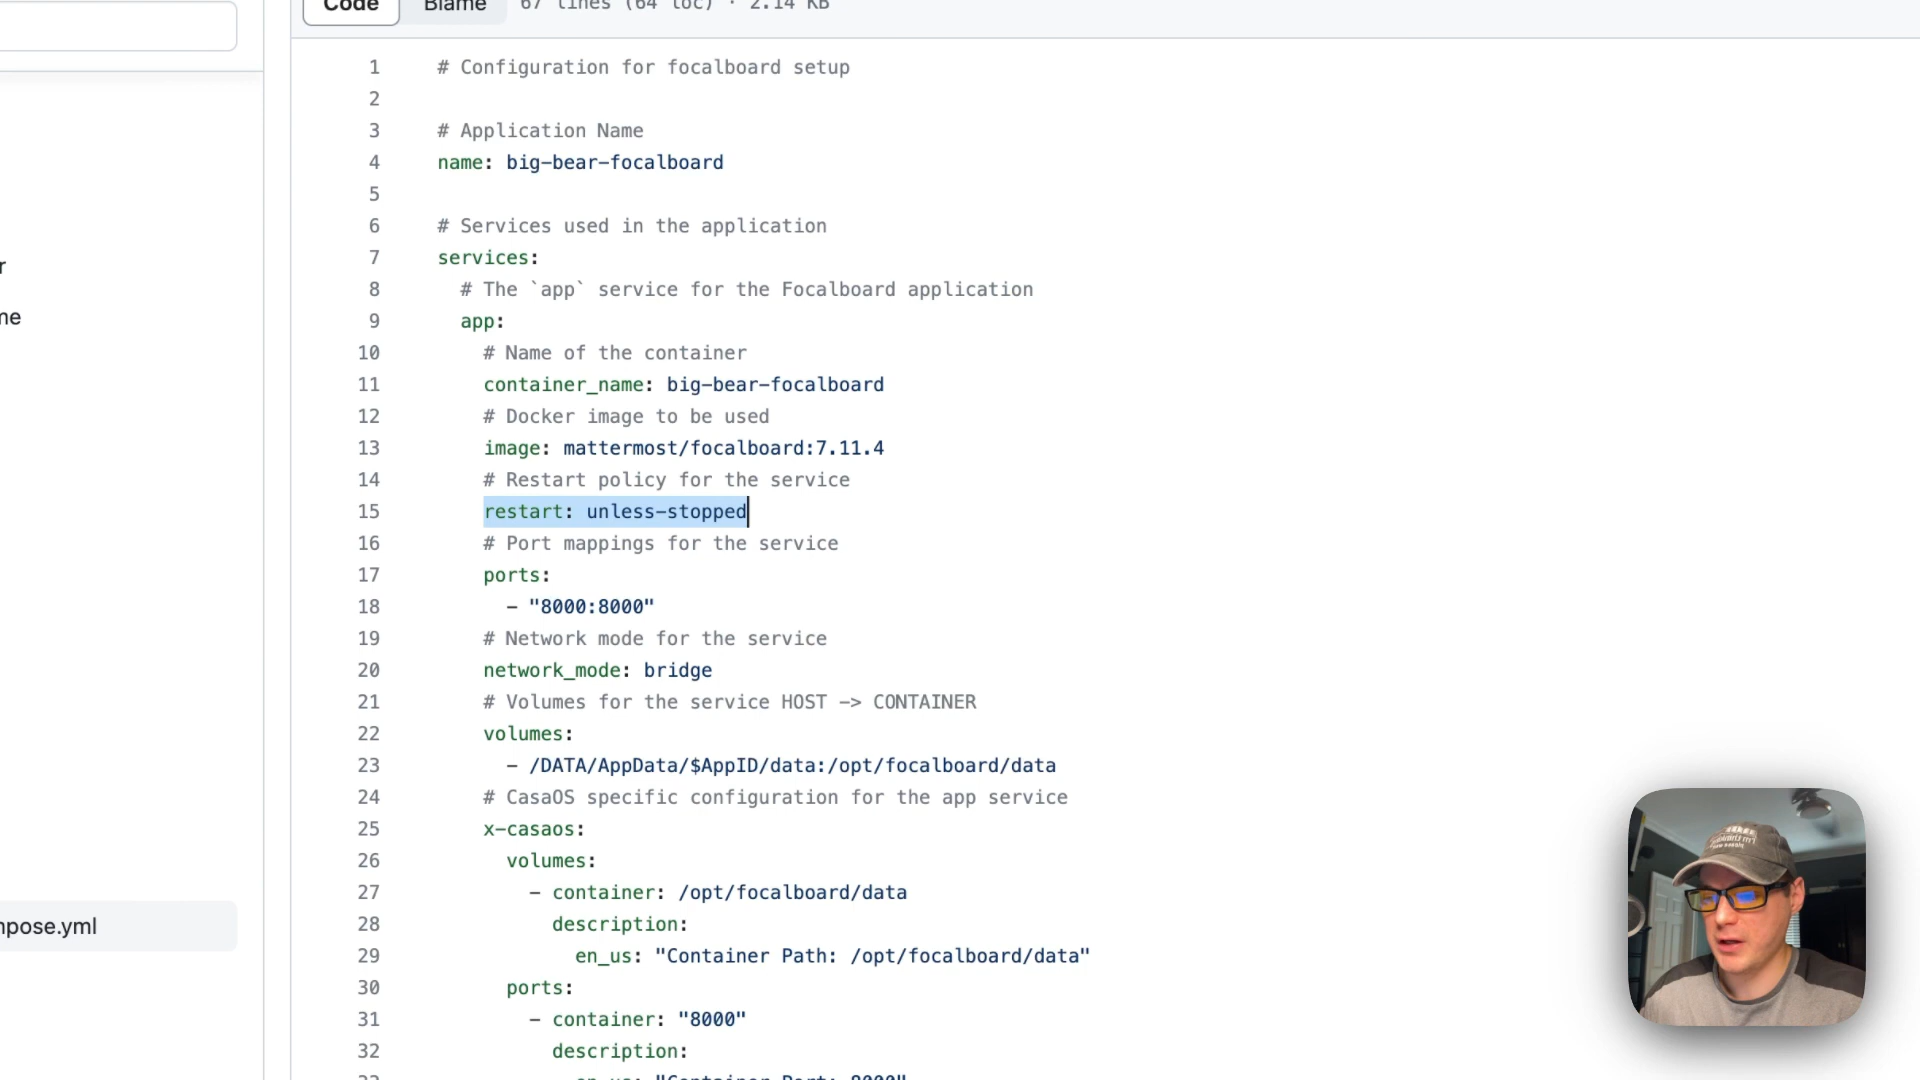 Code Blame 67 lines (64 loc) · 2.14 KB
1 # Configuration for focalboard setup
2
3 # Application Name
4 name: big-bear-focalboard
5
6 # Services used in the application
7 services:
8 # The `app` service for the Focalboard application
9 app:
10 # Name of the container
11 container_name: big-bear-focalboard
12 # Docker image to be used
13 image: mattermost/focalboard:7.11.4
14 # Restart policy for the service
15 restart: unless-stopped
16 # Port mappings for the service
17 ports:
18 - "8000:8000"
19 # Network mode for the service
20 network_mode: bridge
21 # Volumes for the service HOST -> CONTAINER
22 volumes:
23 - /DATA/AppData/$AppID/data:/opt/focalboard/data
24 # CasaOS specific configuration for the app service
25 x-casaos:
26 volumes:
27 - container: /opt/focalboard/data
28 description:
29 en_us: "Container Path: /opt/focalboard/data"
30 ports:
31 - container: "8000"
32 description:
33 en_us: "Container Port: 8000"
r
me
mpose.yml